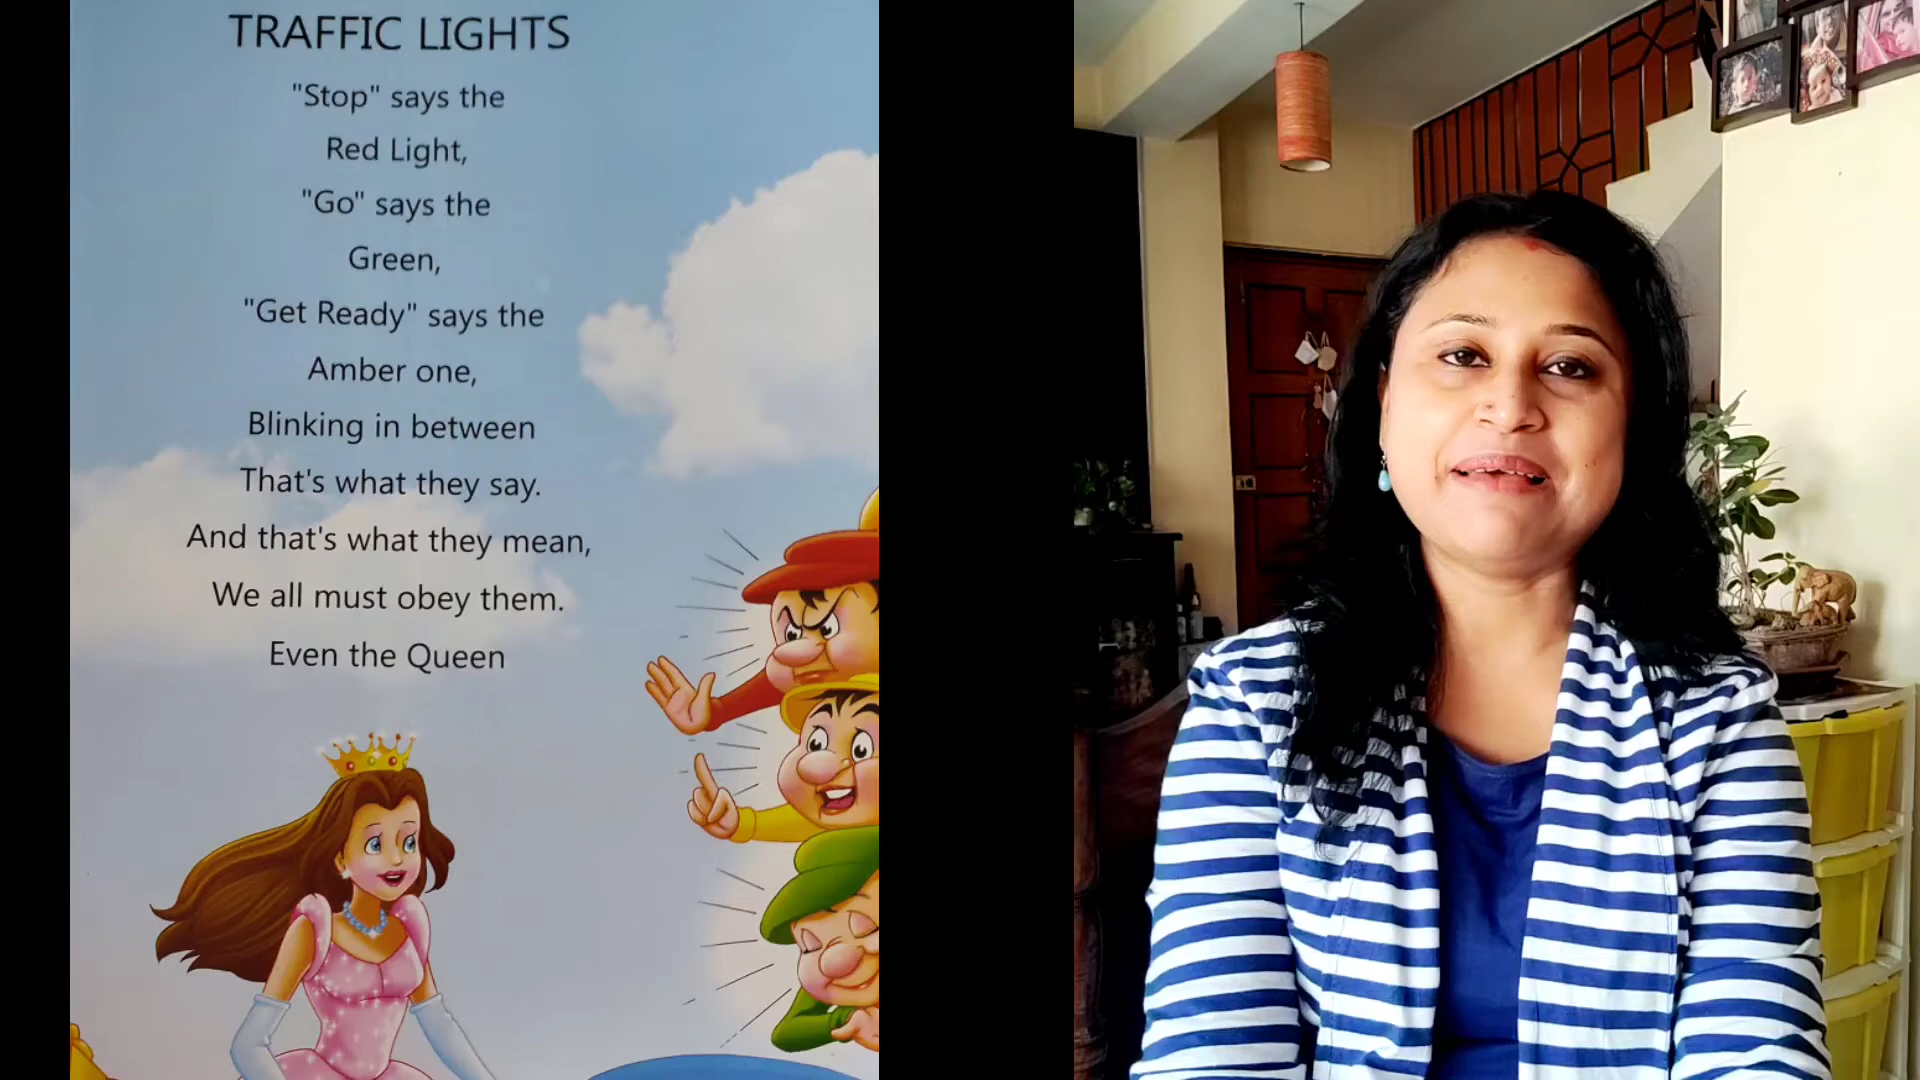 TRAFFIC LIGHTS
"Stop" says the
Red Light,
"Go" says the
Green,
"Get Ready" says the
Amber one,
Blinking in between
That's what they say.
And that's what they mean,
We all must obey them.
Even the Queen